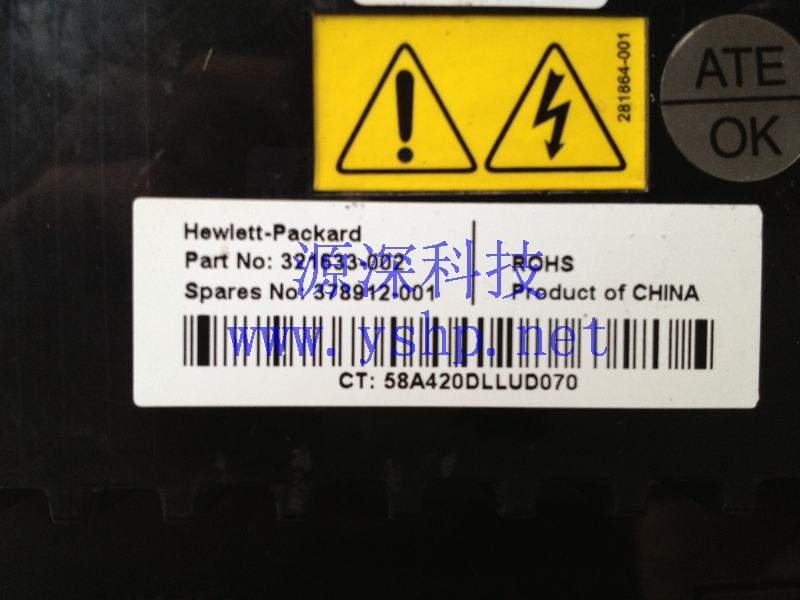 281864-001
ATE
OK
Hewlett-Packard
Part No: 321633-002
ROHS
Spares No: 378912-001
Product of CHINA
源深科技
www.yshp.net
CT: 58A420DLLUD070